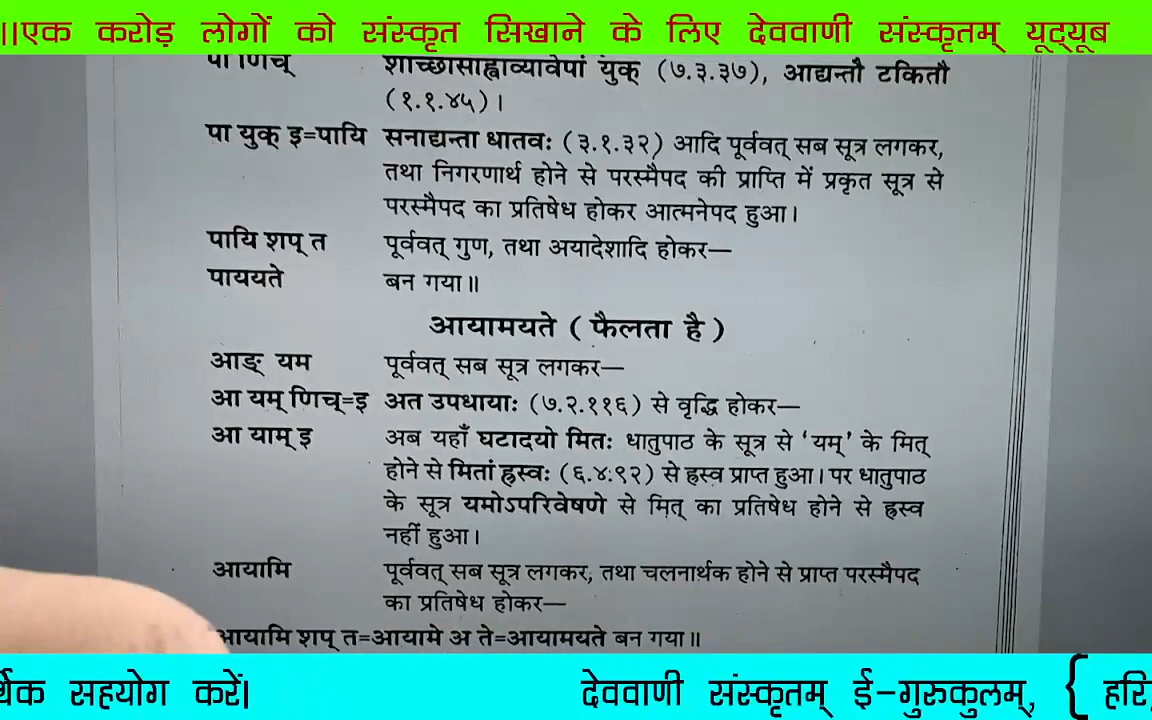 ।।एक करोड़ लोगों को संस्कृत सिखाने के लिए देववाणी संस्कृतम् यूट्यूब
पा णिच् शाच्छासाह्वाव्यावेपां युक् (७.३.३७), आद्यन्तौ टकितौ
(१.१.४५)।
पा युक् इ=पायि सनाद्यन्ता धातवः (३.१.३२) आदि पूर्ववत् सब सूत्र लगकर,
तथा निगरणार्थ होने से परस्मैपद की प्राप्ति में प्रकृत सूत्र से
परस्मैपद का प्रतिषेध होकर आत्मनेपद हुआ।
पायि शप् त पूर्ववत् गुण, तथा अयादेशादि होकर—
पाययते बन गया॥
आयामयते (फैलता है)
आङ् यम पूर्ववत् सब सूत्र लगकर—
आ यम् णिच्=इ अत उपधायाः (७.२.११६) से वृद्धि होकर—
आ याम् इ अब यहाँ घटादयो मितः धातुपाठ के सूत्र से 'यम्' के मित्
होने से मितां ह्रस्वः (६.४.९२) से ह्रस्व प्राप्त हुआ। पर धातुपाठ
के सूत्र यमोऽपरिवेषणे से मित् का प्रतिषेध होने से ह्रस्व
नहीं हुआ।
आयामि पूर्ववत् सब सूत्र लगकर, तथा चलनार्थक होने से प्राप्त परस्मैपद
का प्रतिषेध होकर—
आयामि शप् त=आयामे अ ते=आयामयते बन गया॥
र्थिक सहयोग करें। देववाणी संस्कृतम् ई-गुरुकुलम्, { हरि